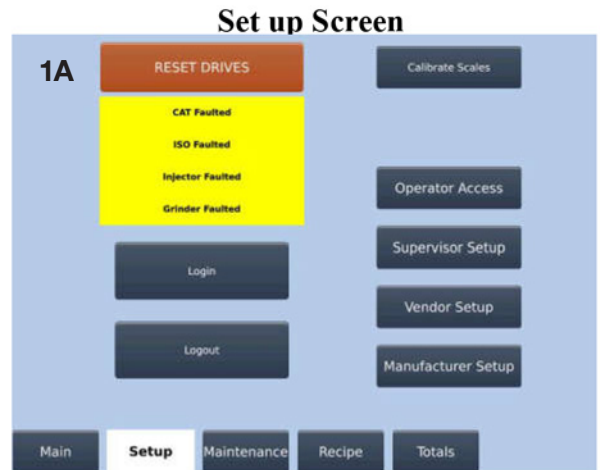 Set up Screen
1A
RESET DRIVES
CAT Faulted
ISO Faulted
Injector Faulted
Grinder Faulted
Login
Logout
Calibrate Scales
Operator Access
Supervisor Setup
Vendor Setup
Manufacturer Setup
Main
Setup
Maintenance
Recipe
Totals